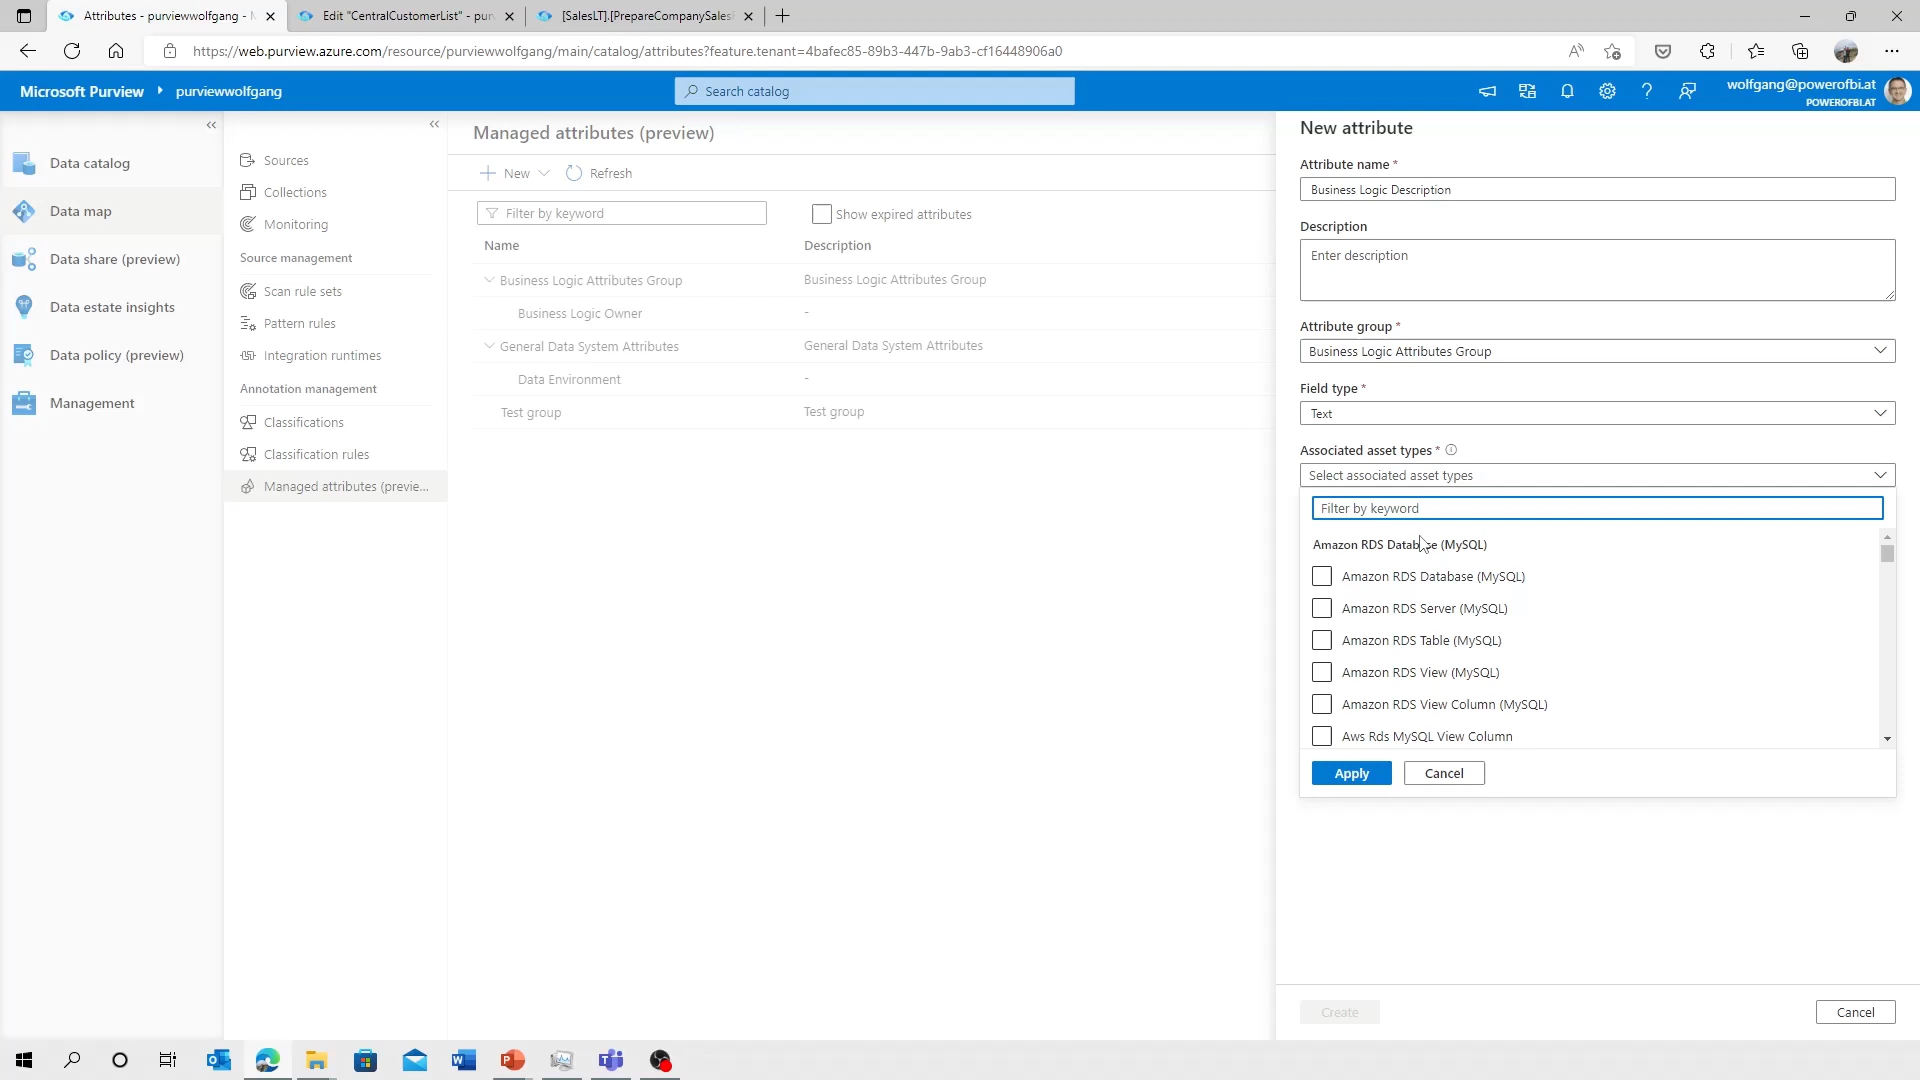 Attributes - purviewwolfgang - M
Edit "CentralCustomerList" - purv
[SalesLT].[PrepareCompanySalesF
https://web.purview.azure.com/resource/purviewwolfgang/main/catalog/attributes?feature.tenant=4bafec85-89b3-447b-9ab3-cf16448906a0
Microsoft Purview
purviewwolfgang
Search catalog
wolfgang@powerofbi.at
POWEROFBI.AT
Data catalog
Data map
Data share (preview)
Data estate insights
Data policy (preview)
Management
Sources
Collections
Monitoring
Source management
Scan rule sets
Pattern rules
Integration runtimes
Annotation management
Classifications
Classification rules
Managed attributes (previe...
Managed attributes (preview)
New
Refresh
Filter by keyword
Show expired attributes
Name
Description
Business Logic Attributes Group
Business Logic Attributes Group
Business Logic Owner
-
General Data System Attributes
General Data System Attributes
Data Environment
-
Test group
Test group
New attribute
Attribute name *
Business Logic Description
Description
Enter description
Attribute group *
Business Logic Attributes Group
Field type *
Text
Associated asset types *
Select associated asset types
Filter by keyword
Amazon RDS Database (MySQL)
Amazon RDS Database (MySQL)
Amazon RDS Server (MySQL)
Amazon RDS Table (MySQL)
Amazon RDS View (MySQL)
Amazon RDS View Column (MySQL)
Aws Rds MySQL View Column
Apply
Cancel
Create
Cancel